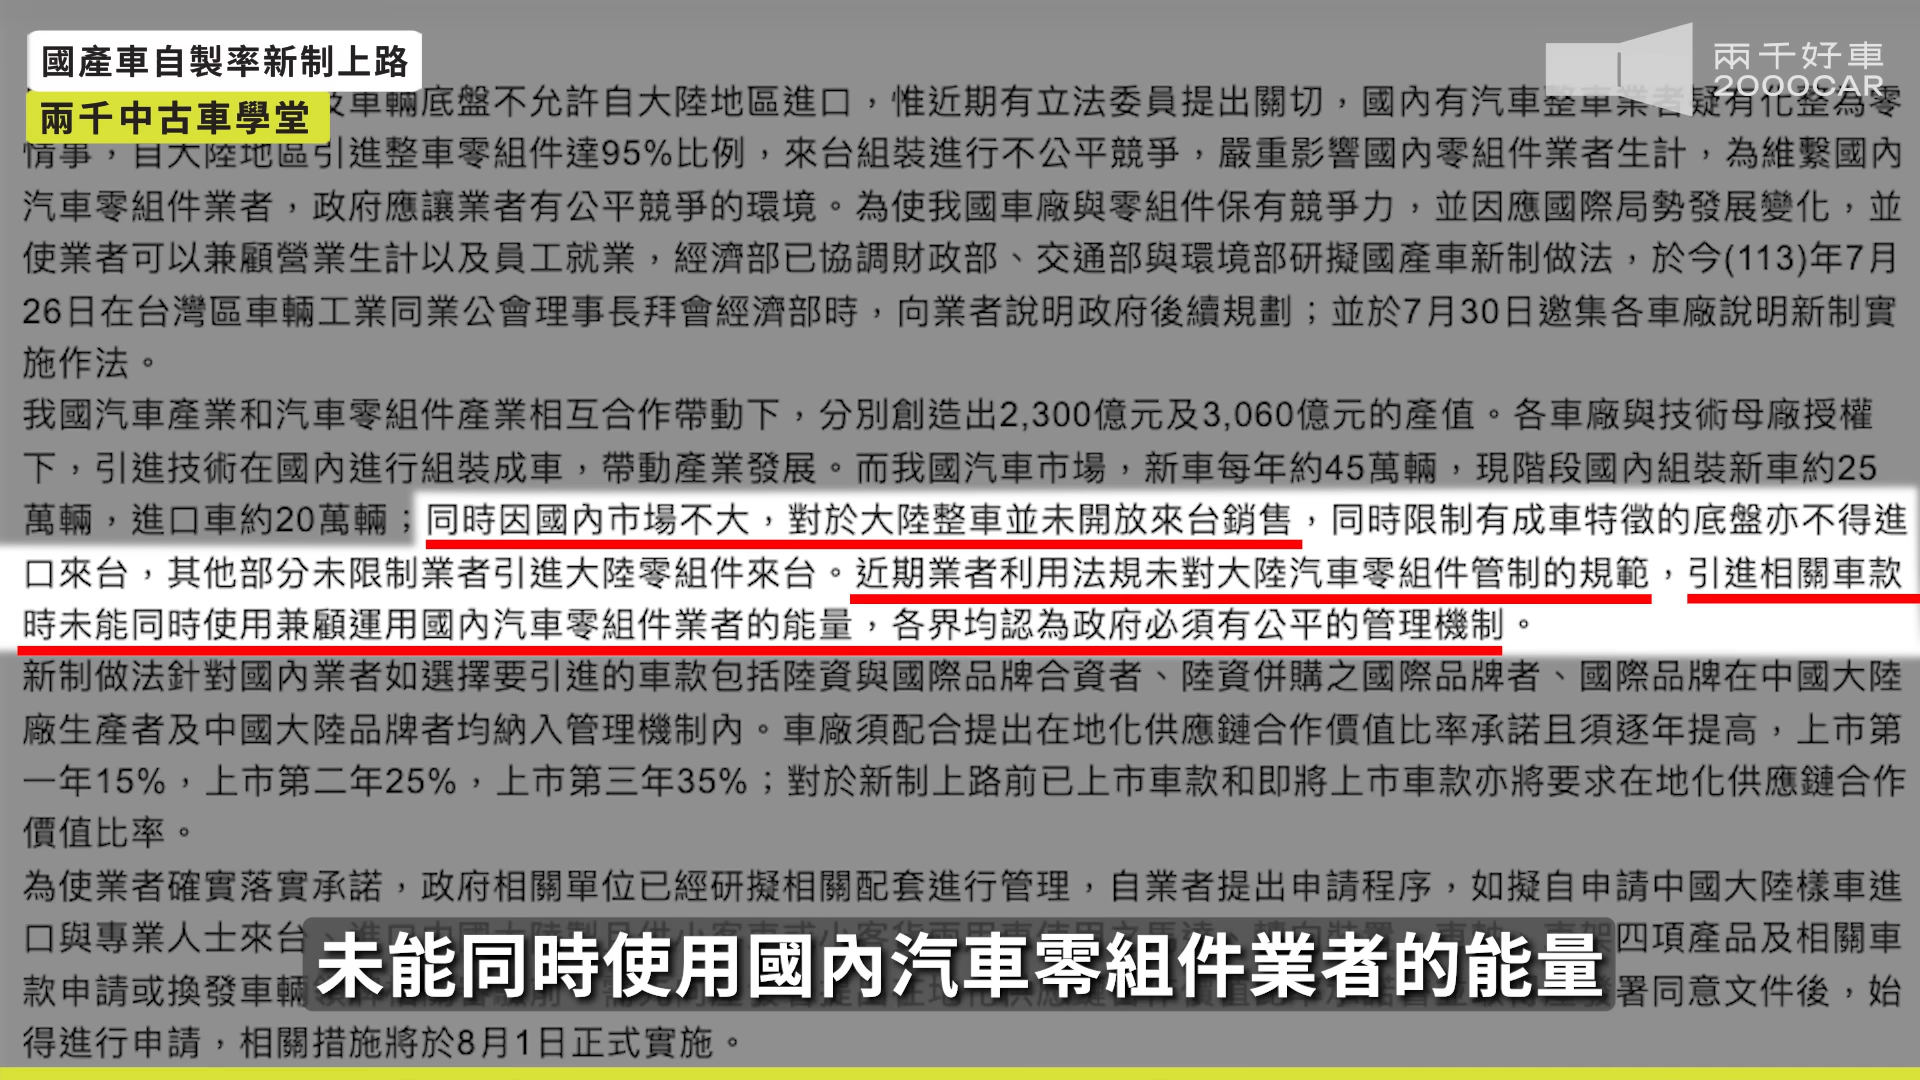 國產車自製率新制上路
兩千中古車學堂
兩千好車
2000CAR
車輛底盤不允許自大陸地區進口，惟近期有立法委員提出關切，國內有汽車整車業者疑有化整為零
情事，自大陸地區引進整車零組件達95%比例，來台組裝進行不公平競爭，嚴重影響國內零組件業者生計，為維繫國內
汽車零組件業者，政府應讓業者有公平競爭的環境。為使我國車廠與零組件保有競爭力，並因應國際局勢發展變化，並
使業者可以兼顧營業生計以及員工就業，經濟部已協調財政部、交通部與環境部研擬國產車新制做法，於今(113)年7月
26日在台灣區車輛工業同業公會理事長拜會經濟部時，向業者說明政府後續規劃；並於7月30日邀集各車廠說明新制實
施作法。
我國汽車產業和汽車零組件產業相互合作帶動下，分別創造出2,300億元及3,060億元的產值。各車廠與技術母廠授權
下，引進技術在國內進行組裝成車，帶動產業發展。而我國汽車市場，新車每年約45萬輛，現階段國內組裝新車約25
萬輛，進口車約20萬輛；同時因國內市場不大，對於大陸整車並未開放來台銷售，同時限制有成車特徵的底盤亦不得進
口來台，其他部分未限制業者引進大陸零組件來台。近期業者利用法規未對大陸汽車零組件管制的規範，引進相關車款
時未能同時使用兼顧運用國內汽車零組件業者的能量，各界均認為政府必須有公平的管理機制。
新制做法針對國內業者如選擇要引進的車款包括陸資與國際品牌合資者、陸資併購之國際品牌者、國際品牌在中國大陸
廠生產者及中國大陸品牌者均納入管理機制內。車廠須配合提出在地化供應鏈合作價值比率承諾且須逐年提高，上市第
一年15%，上市第二年25%，上市第三年35%；對於新制上路前已上市車款和即將上市車款亦將要求在地化供應鏈合作
價值比率。
為使業者確實落實承諾，政府相關單位已經研擬相關配套進行管理，自業者提出申請程序，如擬自申請中國大陸樣車進
口與專業人士來台 四項產品及相關車
款申請或換發車輛 署同意文件後，始
得進行申請，相關措施將於8月1日正式實施。
未能同時使用國內汽車零組件業者的能量